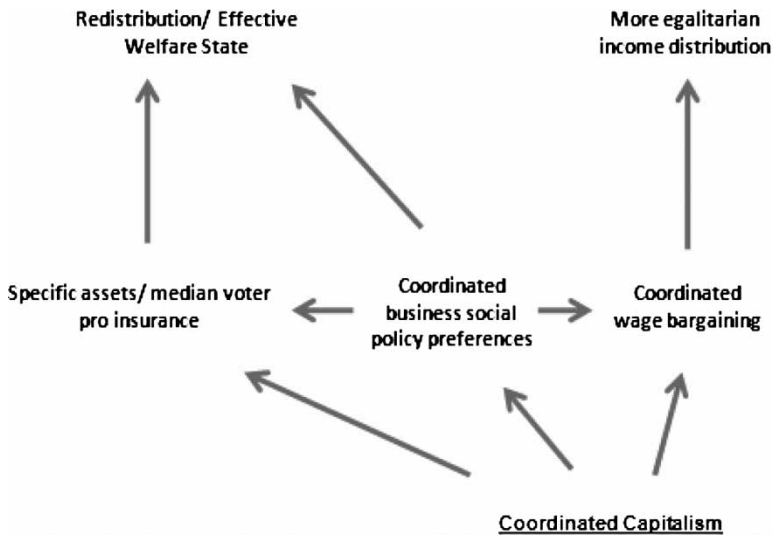 Redistribution/ Effective
Welfare State
More egalitarian
income distribution
Specific assets/ median voter
pro insurance
Coordinated
business social
policy preferences
Coordinated
wage bargaining
Coordinated Capitalism